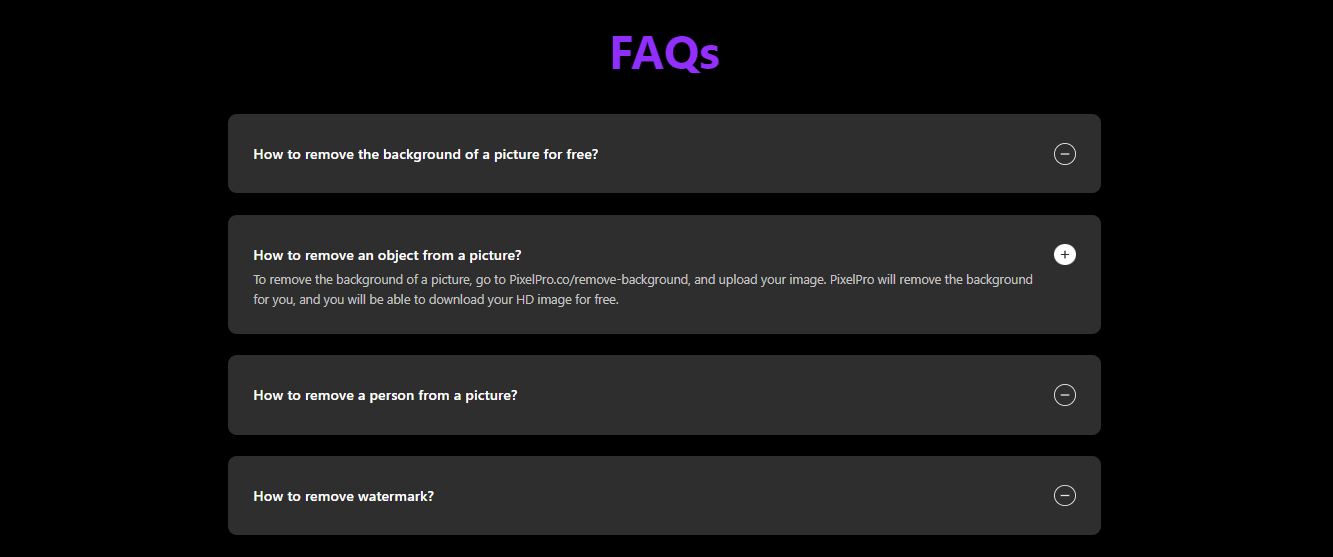 FAQs
How to remove the background of a picture for free?
How to remove an object from a picture?
To remove the background of a picture, go to PixelPro.co/remove-background, and upload your image. PixelPro will remove the background
for you, and you will be able to download your HD image for free.
How to remove a person from a picture?
How to remove watermark?